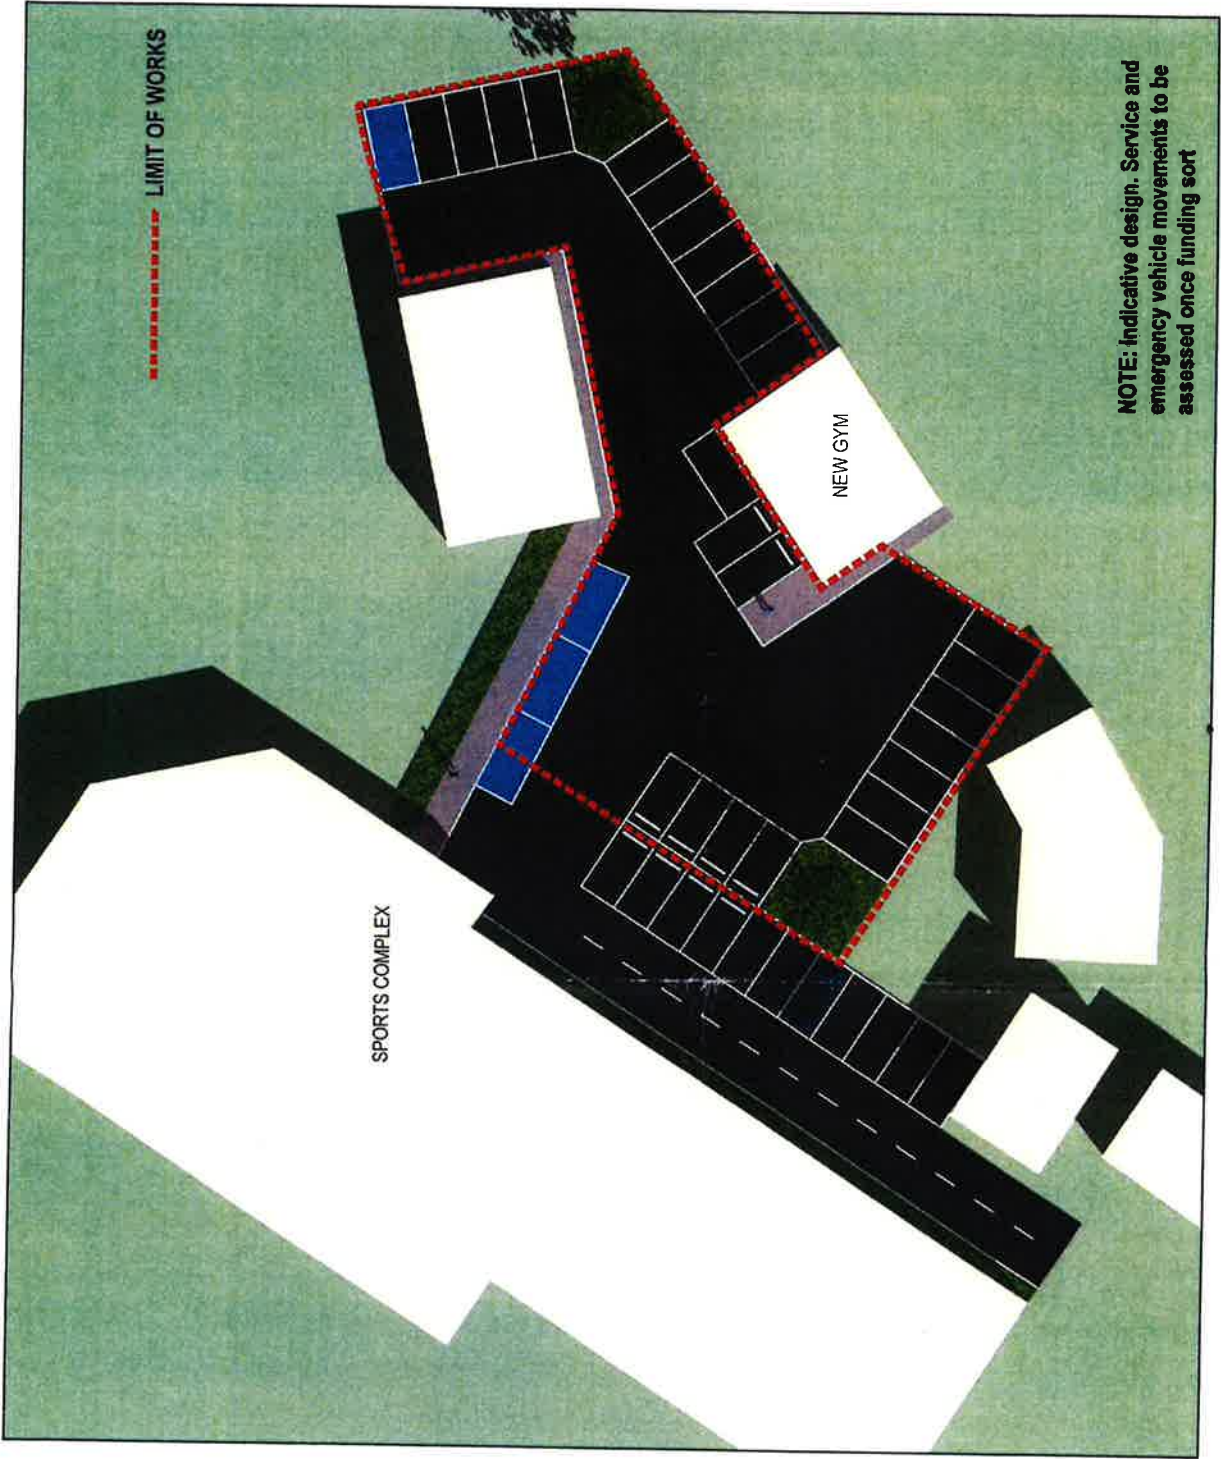 LIMIT OF WORKS
NEW GYM
SPORTS COMPLEX
NOTE: Indicative design. Service and
emergency vehicle movements to be
assessed once funding sort